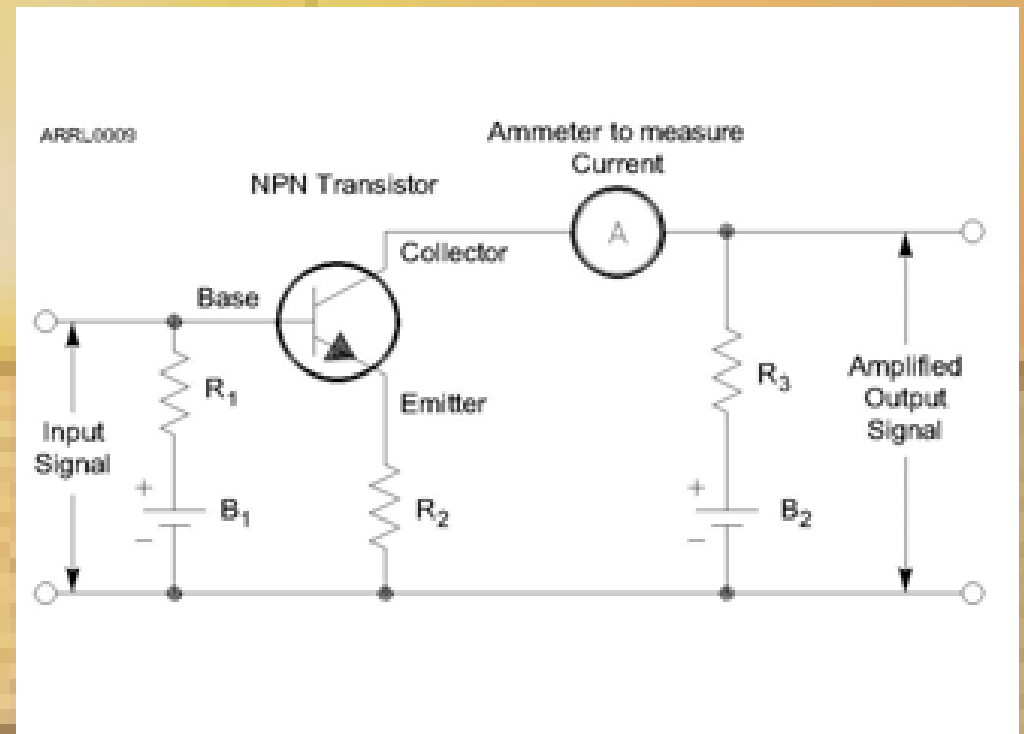 ARRL0009
Ammeter to measure
Current
NPN Transistor
A
Collector
Base
R1
R3
Amplified
Output
Signal
Emitter
Input
Signal
+
B1
−
R2
+
B2
−